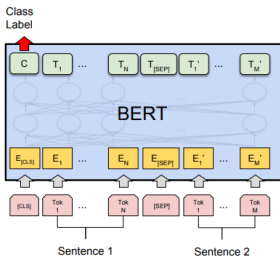 Class
Label
C T1 ... TN T[SEP] T1' ... TM'
BERT
E[CLS] E1 ... EN E[SEP] E1' ... EM'
[CLS] Tok 1 ... Tok N [SEP] Tok 1 ... Tok M
Sentence 1 Sentence 2